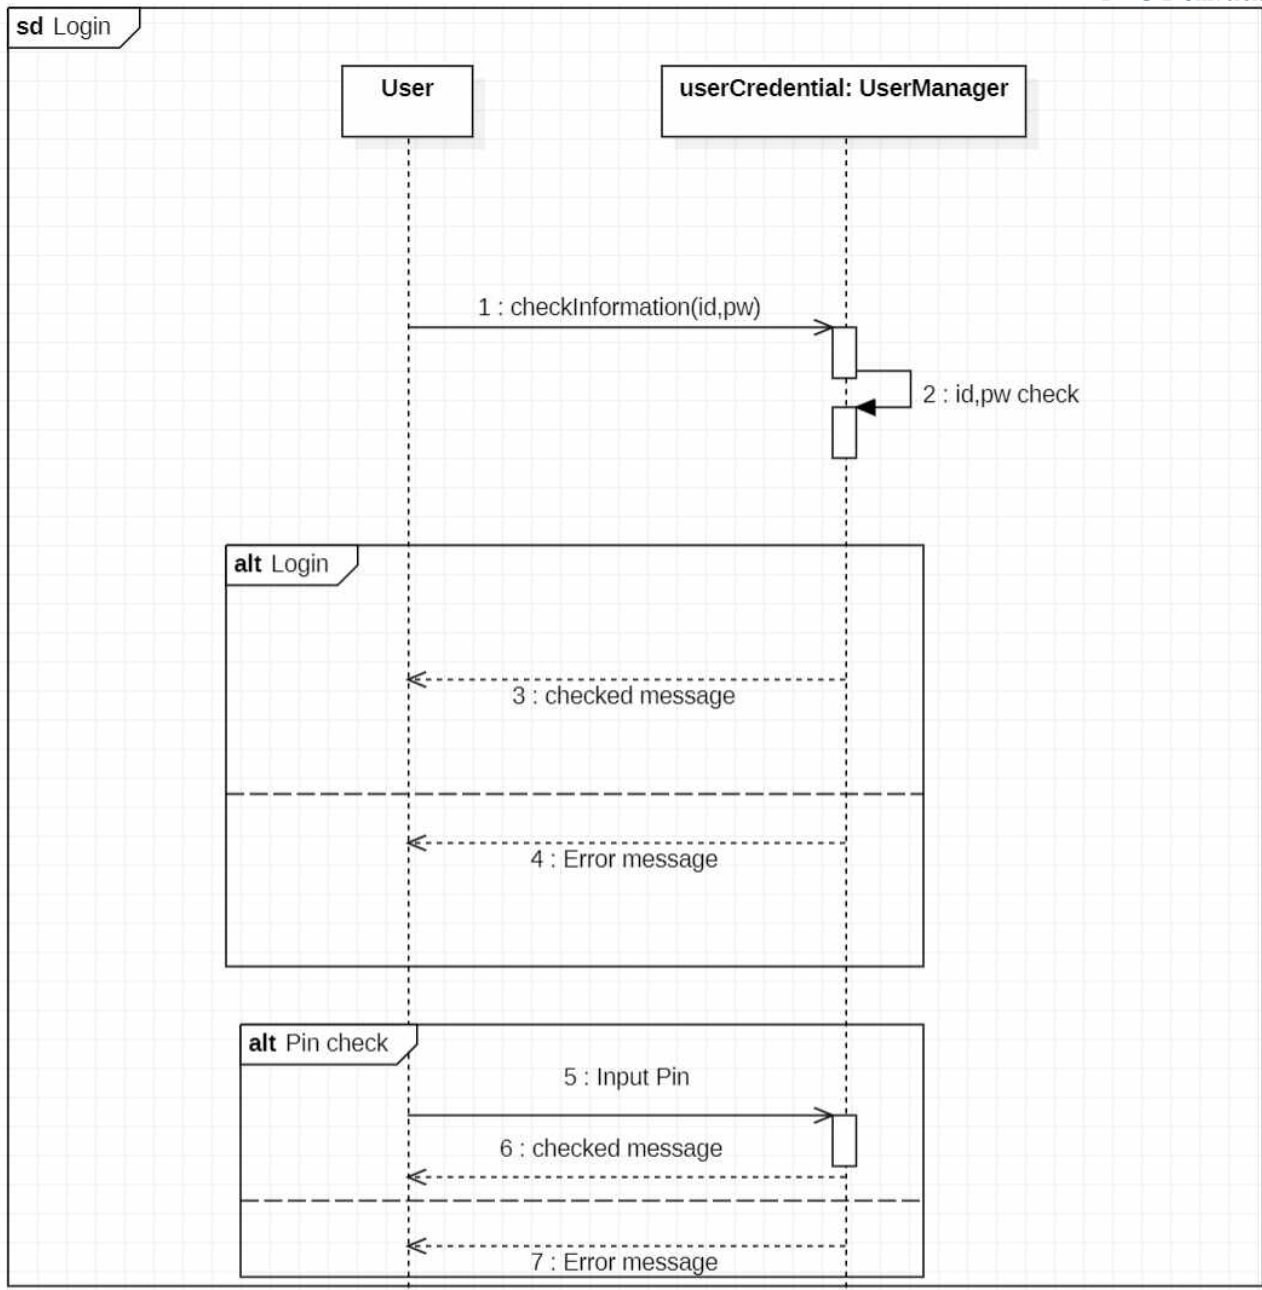 sd Login
User
userCredential: UserManager
1 : checkInformation(id,pw)
2 : id,pw check
alt Login
3 : checked message
4 : Error message
alt Pin check
5 : Input Pin
6 : checked message
7 : Error message